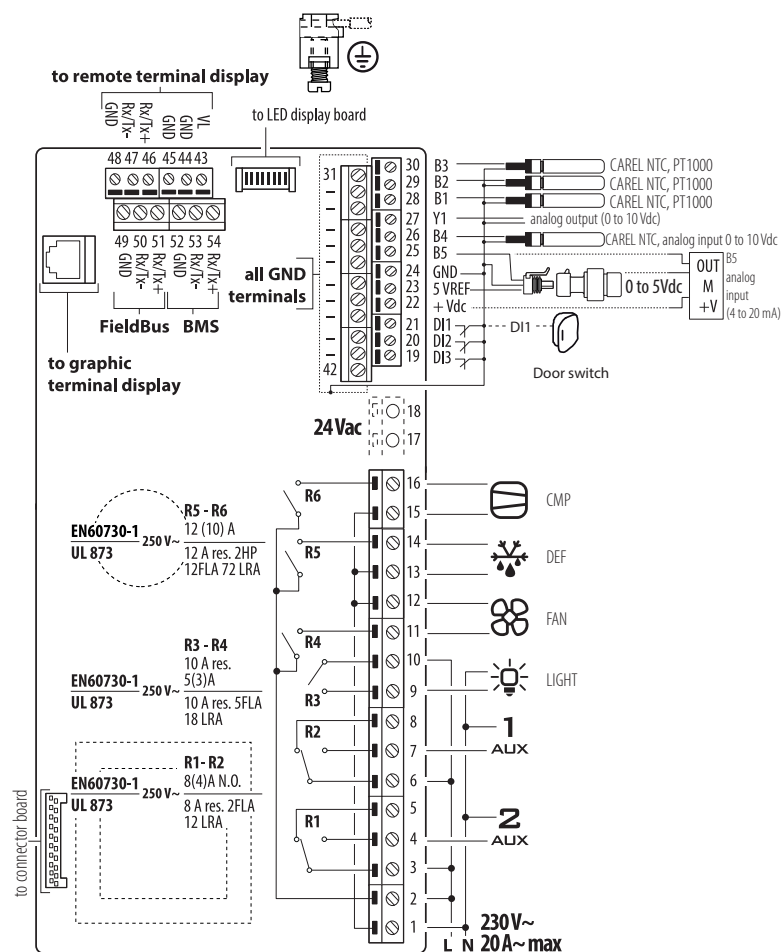 to remote terminal display
GND
Rx/Tx-
Rx/Tx+
GND
GND
VL
48 47 46 45 44 43
to LED display board
49 50 51 52 53 54
GND
Rx/Tx-
Rx/Tx+
GND
Rx/Tx-
Rx/Tx+
FieldBus BMS
to graphic
terminal display
31
42
all GND
terminals
30 B3 CAREL NTC, PT1000
29 B2 CAREL NTC, PT1000
28 B1 CAREL NTC, PT1000
27 Y1 analog output (0 to 10 Vdc)
26 B4 CAREL NTC, analog input 0 to 10 Vdc
25 B5
24 GND
23 5 VREF 0 to 5Vdc
22 + Vdc
OUT
M
+V
B5
analog
input
(4 to 20 mA)
21 DI1 DI1
20 DI2
19 DI3
Door switch
24 Vac
18
17
R6 16 CMP
15
R5 14 DEF
13
12 FAN
R4 11
10 LIGHT
R3 9
R2 8 1
7 AUX
6
R1 5 2
4 AUX
3
2
1
230 V~
L N 20 A~ max
R5 - R6
EN60730-1 250 V~ 12 (10) A
UL 873 12 A res. 2HP
12FLA 72 LRA
R3 - R4
10 A res.
EN60730-1 250 V~ 5(3)A
UL 873 10 A res. 5FLA
18 LRA
R1- R2
EN60730-1 250 V~ 8(4)A N.O.
UL 873 8 A res. 2FLA
12 LRA
to connector board